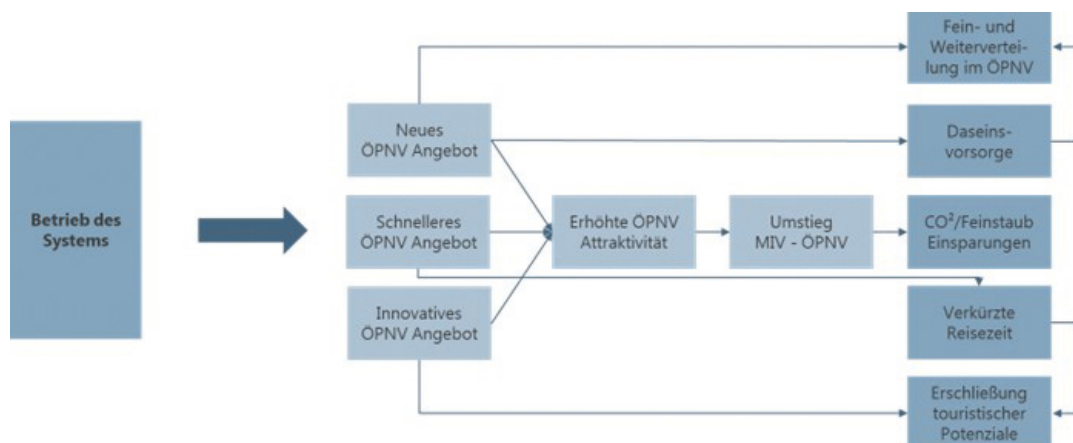 Fein- und
Weitervertei-
lung im ÖPNV
Neues
ÖPNV Angebot
Daseins-
vorsorge
Betrieb des
Systems
Schnelleres
ÖPNV Angebot
Erhöhte ÖPNV
Attraktivität
Umstieg
MIV - ÖPNV
CO²/Feinstaub
Einsparungen
Innovatives
ÖPNV Angebot
Verkürzte
Reisezeit
Erschließung
touristischer
Potenziale